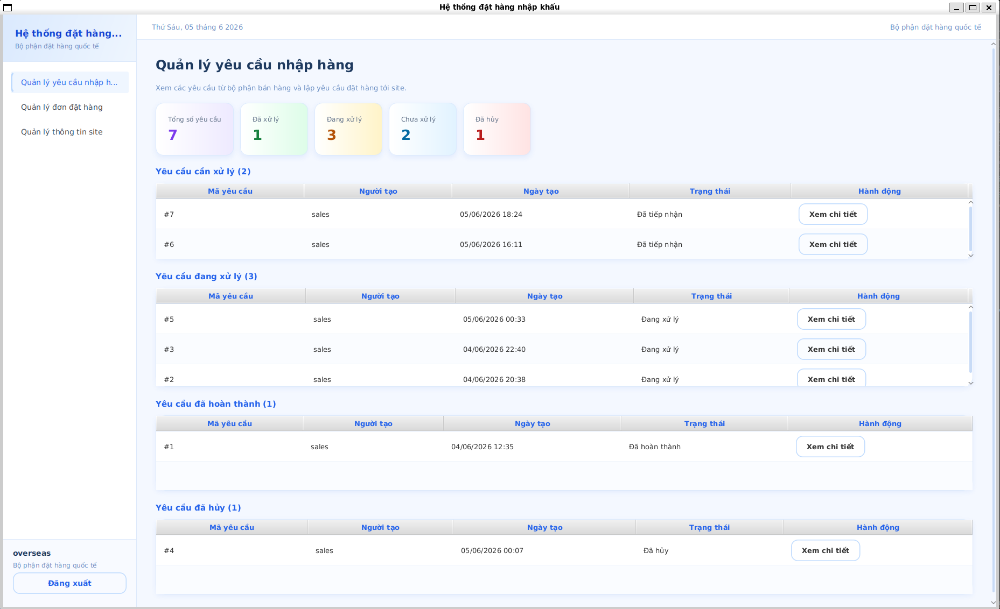 Hệ thống đặt hàng nhập khẩu
Hệ thống đặt hàng...
Bộ phận đặt hàng quốc tế
Quản lý yêu cầu nhập h...
Quản lý đơn đặt hàng
Quản lý thông tin site
overseas
Bộ phận đặt hàng quốc tế
Đăng xuất
Thứ Sáu, 05 tháng 6 2026
Bộ phận đặt hàng quốc tế
Quản lý yêu cầu nhập hàng
Xem các yêu cầu từ bộ phận bán hàng và lập yêu cầu đặt hàng tới site.
Tổng số yêu cầu
7
Đã xử lý
1
Đang xử lý
3
Chưa xử lý
2
Đã hủy
1
Yêu cầu cần xử lý (2)
Mã yêu cầu Người tạo Ngày tạo Trạng thái Hành động
#7 sales 05/06/2026 18:24 Đã tiếp nhận Xem chi tiết
#6 sales 05/06/2026 16:11 Đã tiếp nhận Xem chi tiết
Yêu cầu đang xử lý (3)
Mã yêu cầu Người tạo Ngày tạo Trạng thái Hành động
#5 sales 05/06/2026 00:33 Đang xử lý Xem chi tiết
#3 sales 04/06/2026 22:40 Đang xử lý Xem chi tiết
#2 sales 04/06/2026 20:38 Đang xử lý Xem chi tiết
Yêu cầu đã hoàn thành (1)
Mã yêu cầu Người tạo Ngày tạo Trạng thái Hành động
#1 sales 04/06/2026 12:35 Đã hoàn thành Xem chi tiết
Yêu cầu đã hủy (1)
Mã yêu cầu Người tạo Ngày tạo Trạng thái Hành động
#4 sales 05/06/2026 00:07 Đã hủy Xem chi tiết